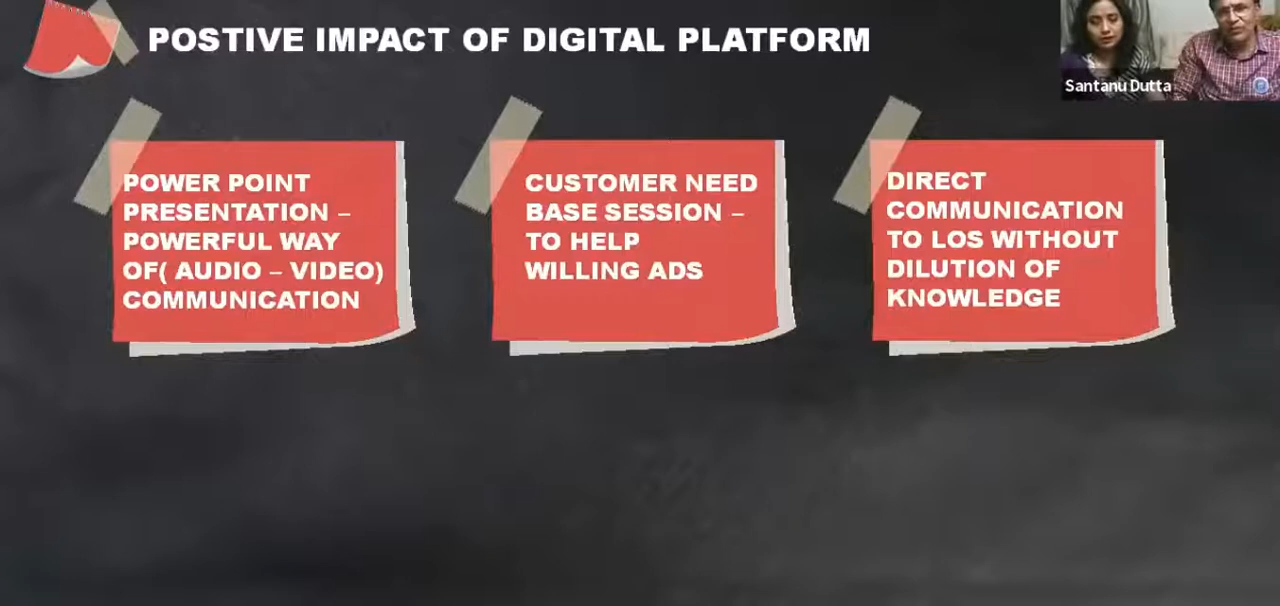 POSTIVE IMPACT OF DIGITAL PLATFORM
Santanu Dutta
POWER POINT
PRESENTATION –
POWERFUL WAY
OF( AUDIO – VIDEO)
COMMUNICATION
CUSTOMER NEED
BASE SESSION –
TO HELP
WILLING ADS
DIRECT
COMMUNICATION
TO LOS WITHOUT
DILUTION OF
KNOWLEDGE